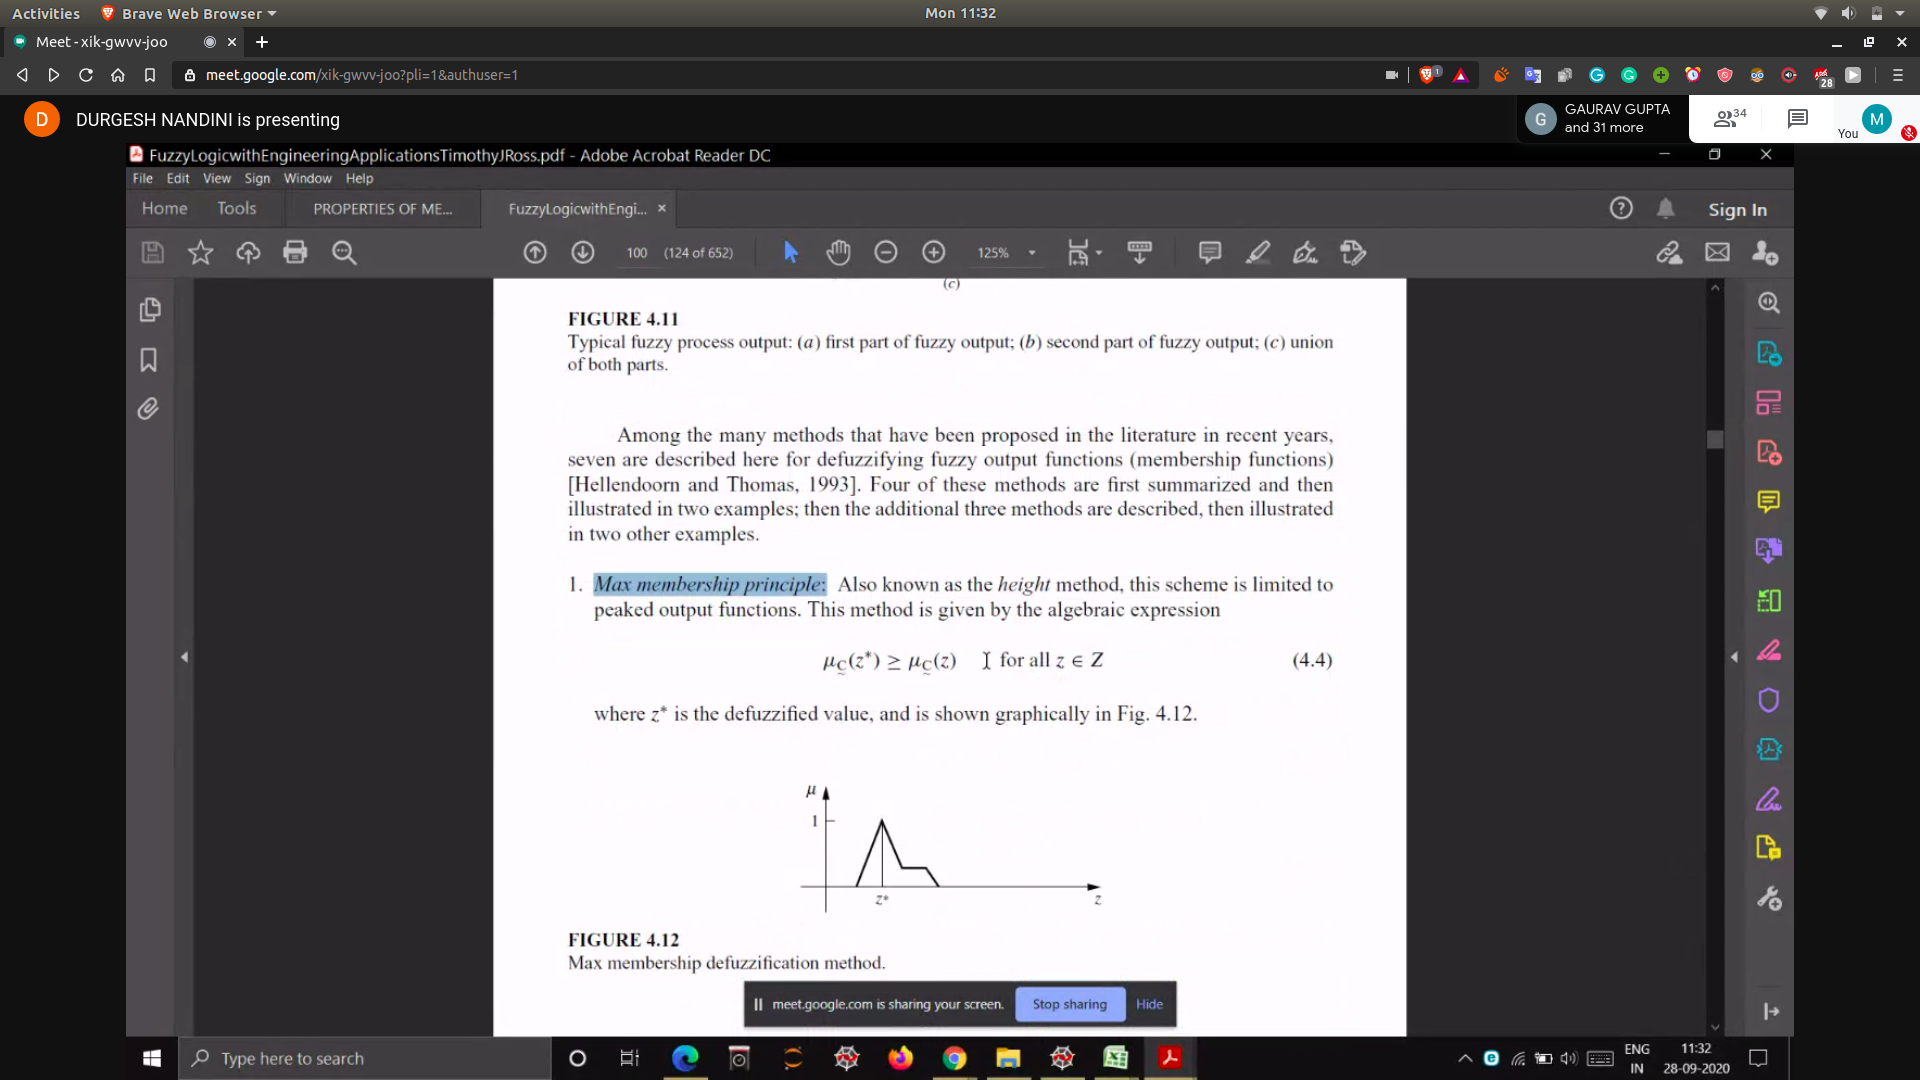 Activities
Brave Web Browser
Mon 11:32
Meet - xik-gwvv-joo
meet.google.com/xik-gwvv-joo?pli=1&authuser=1
1
28
D
DURGESH NANDINI is presenting
G
GAURAV GUPTA
and 31 more
34
You
M
FuzzyLogicwithEngineeringApplicationsTimothyJRoss.pdf - Adobe Acrobat Reader DC
File Edit View Sign Window Help
Home
Tools
PROPERTIES OF ME...
FuzzyLogicwithEngi...
Sign In
100 (124 of 652)
125%
(c)
FIGURE 4.11
Typical fuzzy process output: (a) first part of fuzzy output; (b) second part of fuzzy output; (c) union
of both parts.
Among the many methods that have been proposed in the literature in recent years,
seven are described here for defuzzifying fuzzy output functions (membership functions)
[Hellendoorn and Thomas, 1993]. Four of these methods are first summarized and then
illustrated in two examples; then the additional three methods are described, then illustrated
in two other examples.
1. Max membership principle: Also known as the height method, this scheme is limited to
peaked output functions. This method is given by the algebraic expression
μC̰(z*) ≥ μC̰(z) for all z ∈ Z (4.4)
where z* is the defuzzified value, and is shown graphically in Fig. 4.12.
μ
1
z*
z
FIGURE 4.12
Max membership defuzzification method.
meet.google.com is sharing your screen.
Stop sharing
Hide
Type here to search
ENG
IN
11:32
28-09-2020